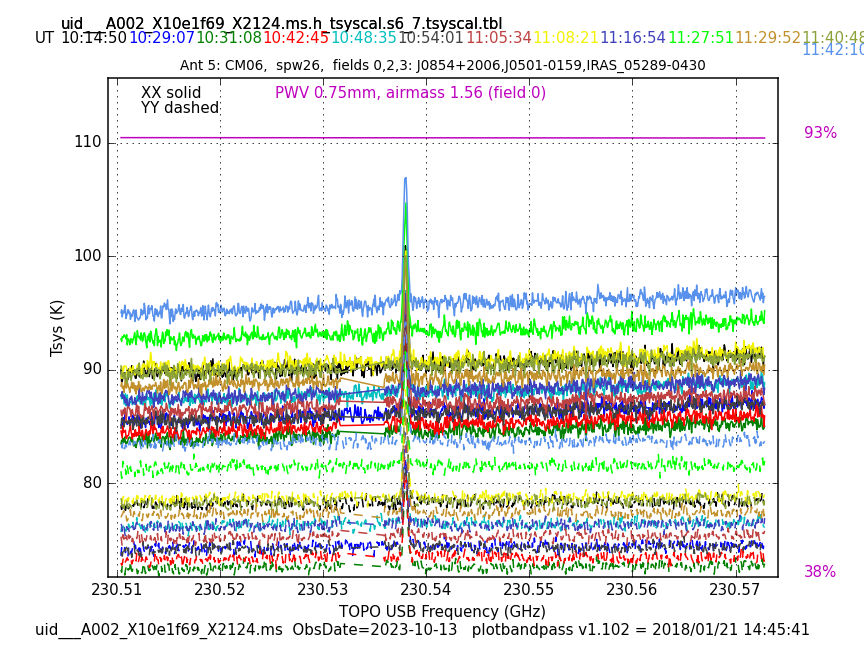 uid___A002_X10e1f69_X2124.ms.h_tsyscal.s6_7.tsyscal.tbl
UT 10:14:50 10:29:07 10:31:08 10:42:45 10:48:35 10:54:01 11:05:34 11:08:21 11:16:54 11:27:51 11:29:52 11:40:48
11:42:10
Ant 5: CM06,  spw26,  fields 0,2,3: J0854+2006,J0501-0159,IRAS_05289-0430
XX solid
YY dashed
PWV 0.75mm, airmass 1.56 (field 0)
93%
38%
110
100
90
80
Tsys (K)
230.51 230.52 230.53 230.54 230.55 230.56 230.57
TOPO USB Frequency (GHz)
uid___A002_X10e1f69_X2124.ms  ObsDate=2023-10-13   plotbandpass v1.102 = 2018/01/21 14:45:41